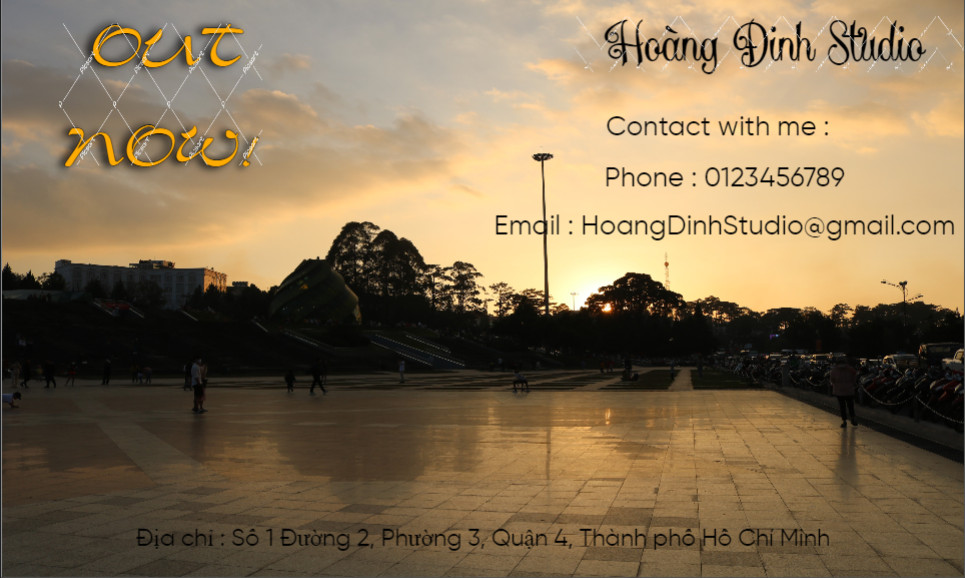 out
now!
Hoàng Dinh Studio
Contact with me :
Phone : 0123456789
Email : HoangDinhStudio@gmail.com
Địa chỉ : Số 1 Đường 2, Phường 3, Quận 4, Thành phố Hồ Chí Minh